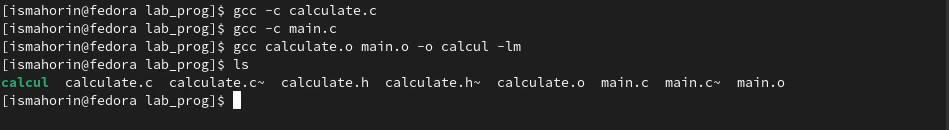 [ismahorin@fedora lab_prog]$ gcc -c calculate.c
[ismahorin@fedora lab_prog]$ gcc -c main.c
[ismahorin@fedora lab_prog]$ gcc calculate.o main.o -o calcul -lm
[ismahorin@fedora lab_prog]$ ls
calcul  calculate.c  calculate.c~  calculate.h  calculate.h~  calculate.o  main.c  main.c~  main.o
[ismahorin@fedora lab_prog]$